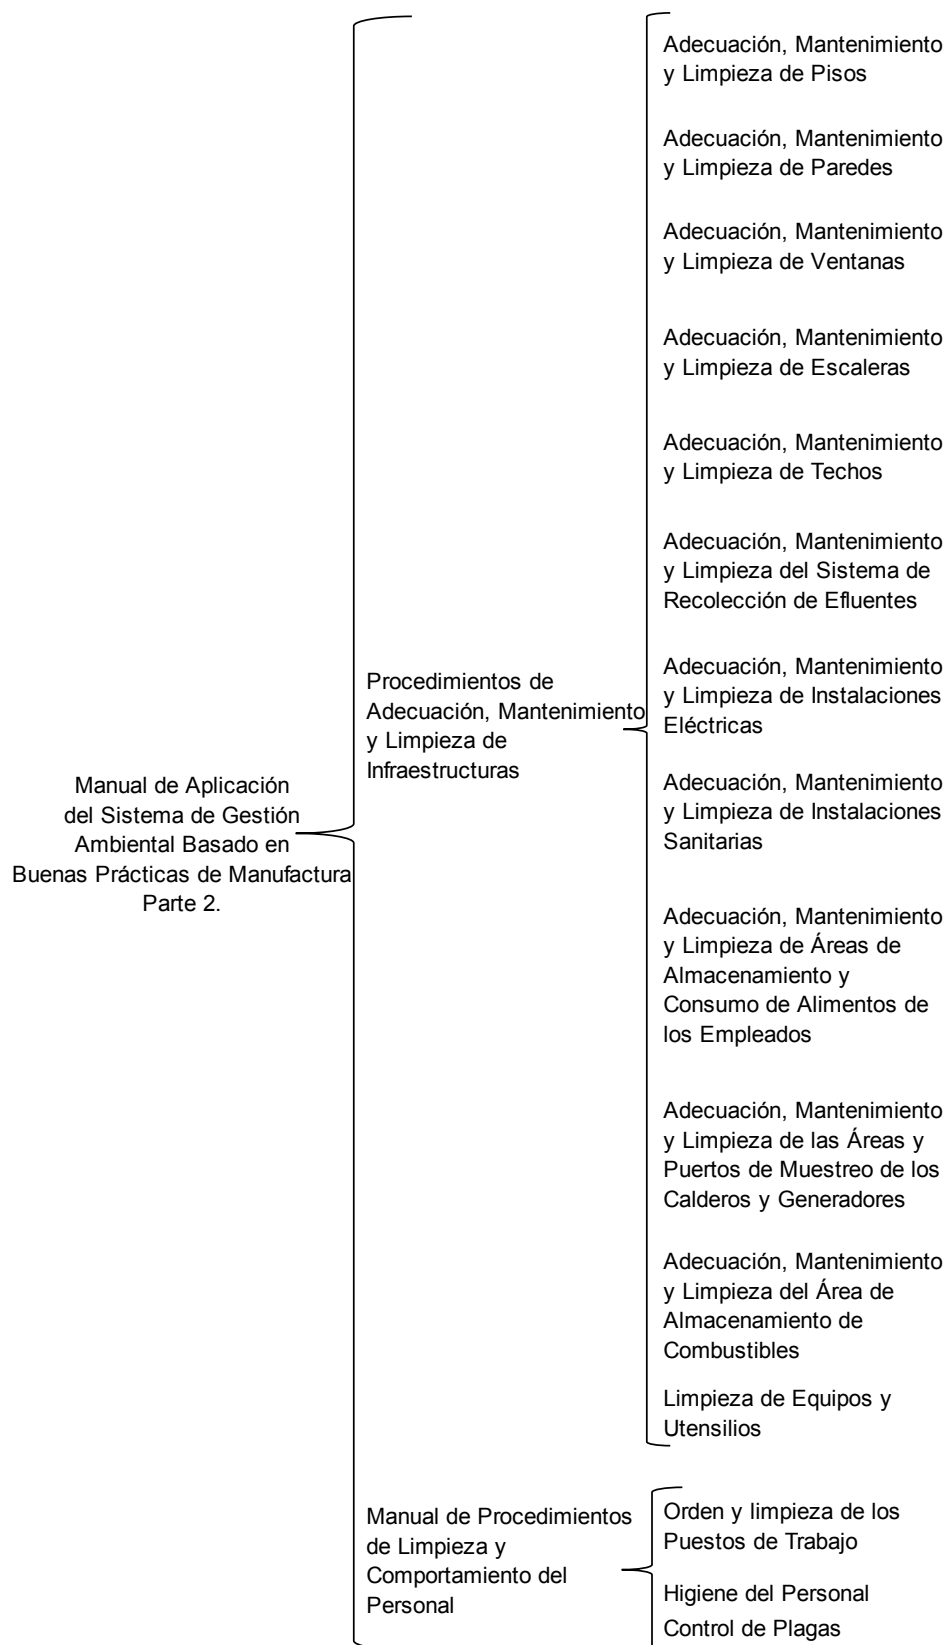 Manual de Aplicación
del Sistema de Gestión
Ambiental Basado en
Buenas Prácticas de Manufactura
Parte 2.
Procedimientos de
Adecuación, Mantenimiento
y Limpieza de
Infraestructuras
Adecuación, Mantenimiento
y Limpieza de Pisos
Adecuación, Mantenimiento
y Limpieza de Paredes
Adecuación, Mantenimiento
y Limpieza de Ventanas
Adecuación, Mantenimiento
y Limpieza de Escaleras
Adecuación, Mantenimiento
y Limpieza de Techos
Adecuación, Mantenimiento
y Limpieza del Sistema de
Recolección de Efluentes
Adecuación, Mantenimiento
y Limpieza de Instalaciones
Eléctricas
Adecuación, Mantenimiento
y Limpieza de Instalaciones
Sanitarias
Adecuación, Mantenimiento
y Limpieza de Áreas de
Almacenamiento y
Consumo de Alimentos de
los Empleados
Adecuación, Mantenimiento
y Limpieza de las Áreas y
Puertos de Muestreo de los
Calderos y Generadores
Adecuación, Mantenimiento
y Limpieza del Área de
Almacenamiento de
Combustibles
Limpieza de Equipos y
Utensilios
Manual de Procedimientos
de Limpieza y
Comportamiento del
Personal
Orden y limpieza de los
Puestos de Trabajo
Higiene del Personal
Control de Plagas